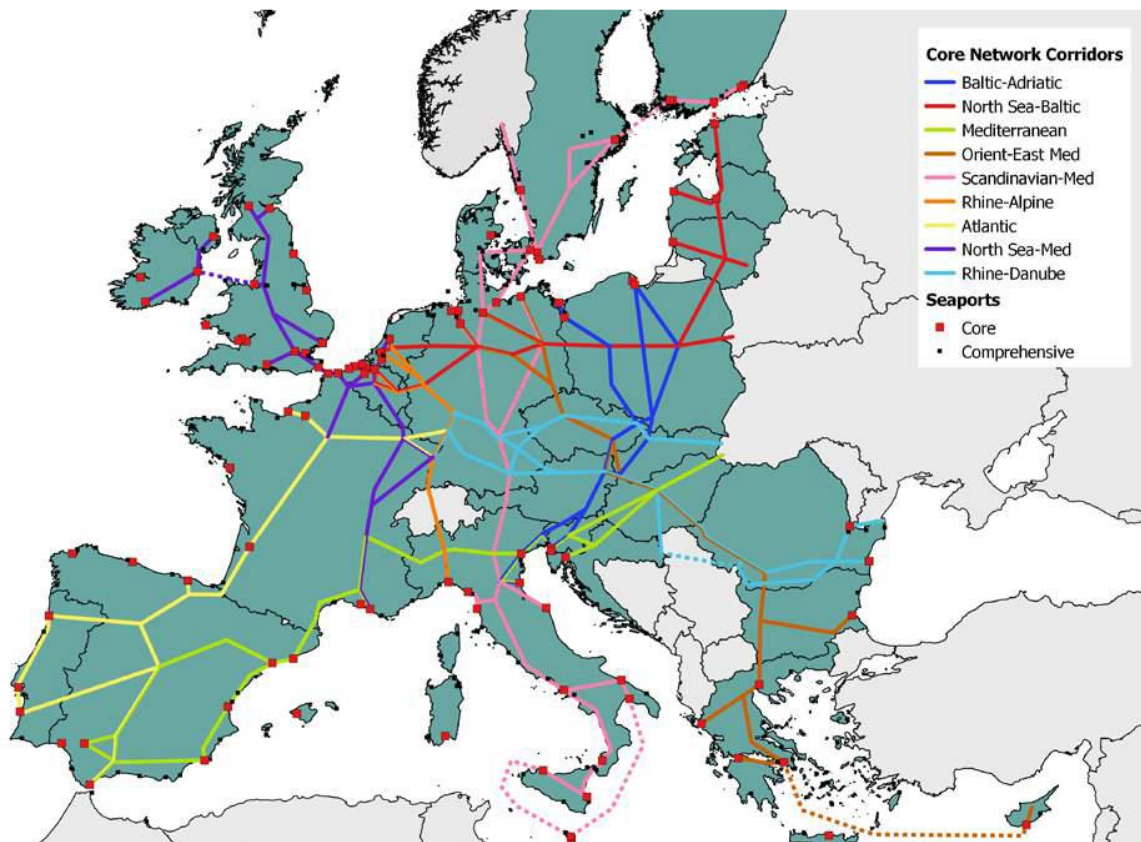 Core Network Corridors
Baltic-Adriatic
North Sea-Baltic
Mediterranean
Orient-East Med
Scandinavian-Med
Rhine-Alpine
Atlantic
North Sea-Med
Rhine-Danube
Seaports
Core
Comprehensive